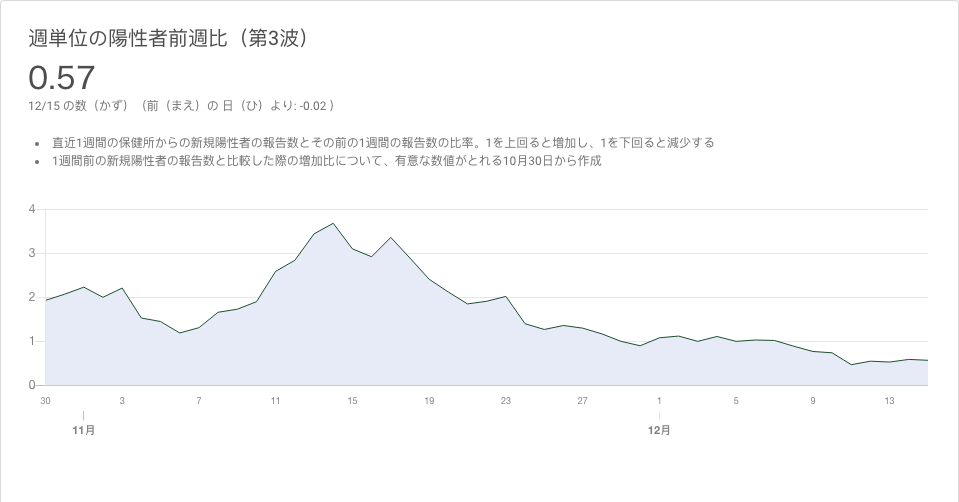 週単位の陽性者前週比（第3波）
0.57
12/15 の数（かず）（前（まえ）の 日（ひ）より: -0.02 ）
• 直近1週間の保健所からの新規陽性者の報告数とその前の1週間の報告数の比率。1を上回ると増加し、1を下回ると減少する
• 1週間前の新規陽性者の報告数と比較した際の増加比について、有意な数値がとれる10月30日から作成
4
3
2
1
0
30 3 7 11 15 19 23 27 1 5 9 13
11月 12月